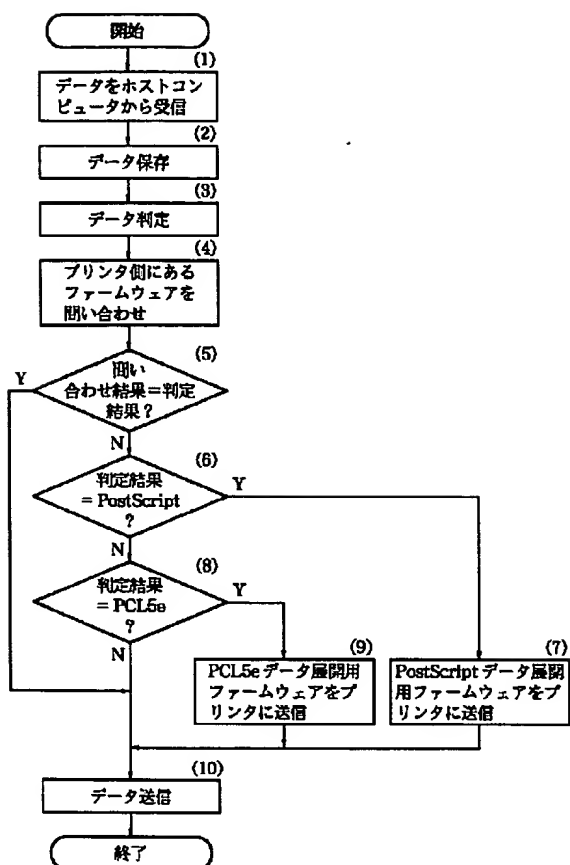 開始
(1)
データをホストコン
ピュータから受信
(2)
データ保存
(3)
データ判定
(4)
プリンタ側にある
ファームウェアを
問い合わせ
(5)
Y
問い
合わせ結果=判定
結果?
N
(6)
判定結果
= PostScript
?
Y
N
(8)
判定結果
= PCL5e
?
Y
N
(9)
PCL5eデータ展開用
ファームウェアをプ
リンタに送信
(7)
PostScriptデータ展開
用ファームウェアをプ
リンタに送信
(10)
データ送信
終了